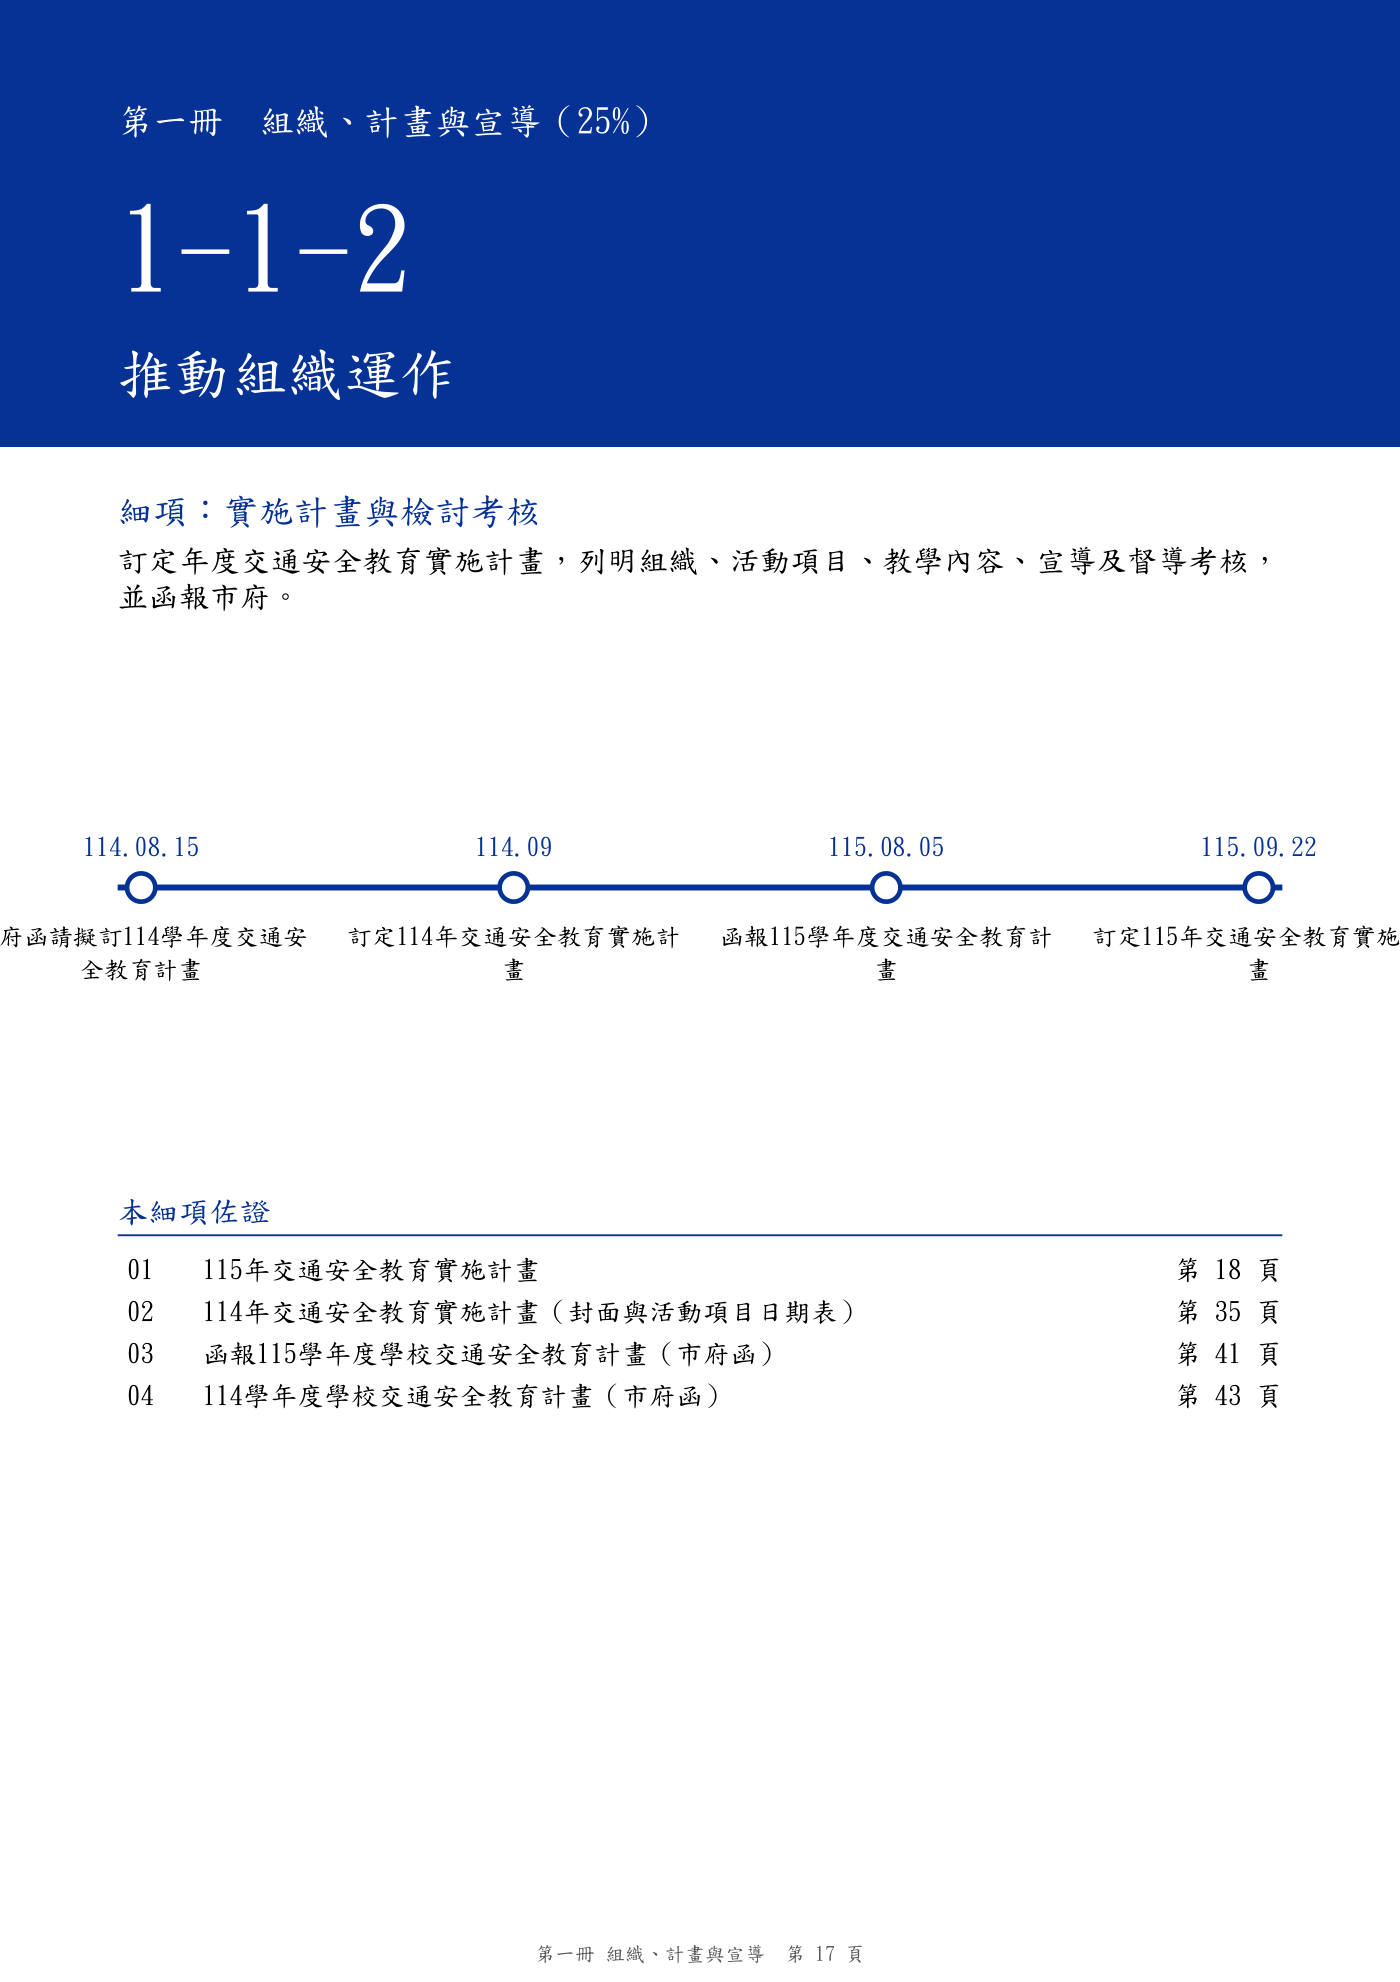 第一冊　組織、計畫與宣導（25%）
1-1-2
推動組織運作
細項：實施計畫與檢討考核
訂定年度交通安全教育實施計畫，列明組織、活動項目、教學內容、宣導及督導考核，
並函報市府。
114.08.15
114.09
115.08.05
115.09.22
府函請擬訂114學年度交通安
全教育計畫
訂定114年交通安全教育實施計
畫
函報115學年度交通安全教育計
畫
訂定115年交通安全教育實施
畫
本細項佐證
01 115年交通安全教育實施計畫 第 18 頁
02 114年交通安全教育實施計畫（封面與活動項目日期表） 第 35 頁
03 函報115學年度學校交通安全教育計畫（市府函） 第 41 頁
04 114學年度學校交通安全教育計畫（市府函） 第 43 頁
第一冊 組織、計畫與宣導　第 17 頁